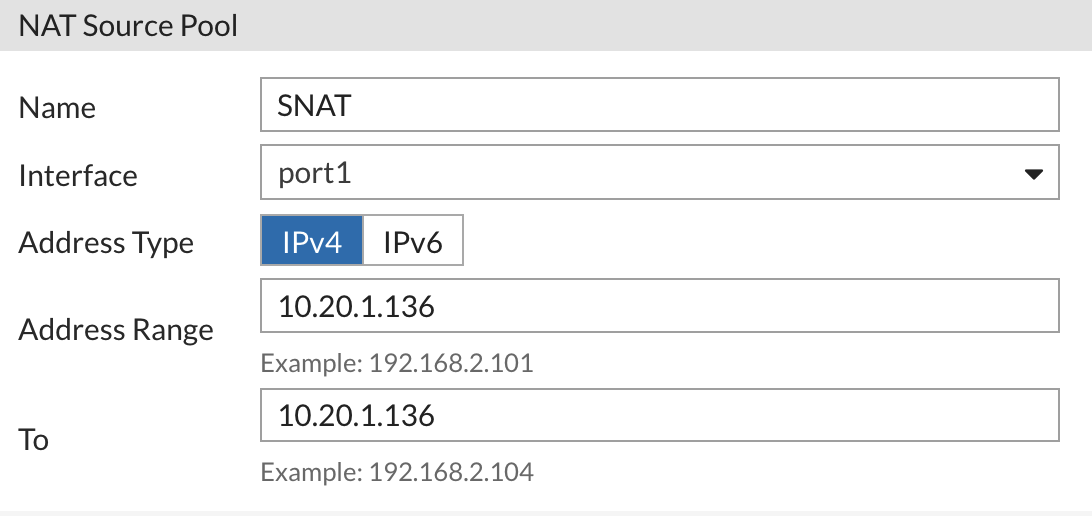 NAT Source Pool
Name SNAT
Interface port1
Address Type IPv4 IPv6
Address Range 10.20.1.136
Example: 192.168.2.101
To 10.20.1.136
Example: 192.168.2.104